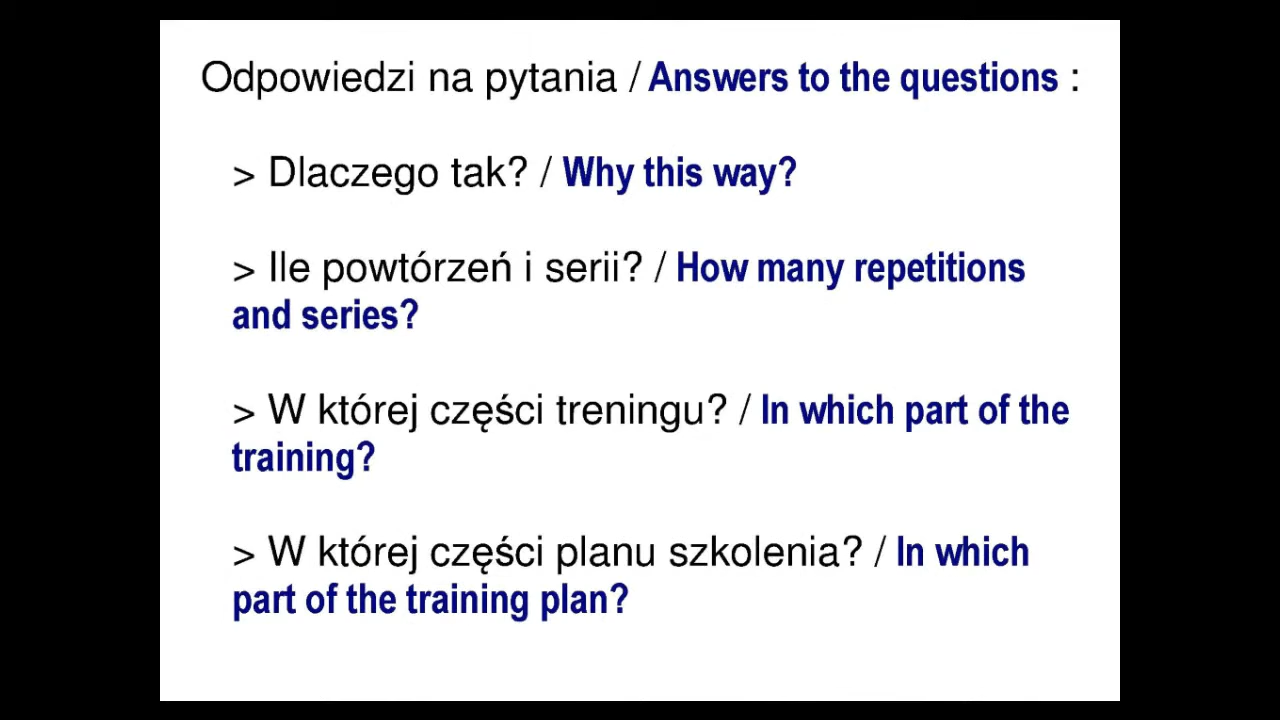 Odpowiedzi na pytania / Answers to the questions :
> Dlaczego tak? / Why this way?
> Ile powtórzeń i serii? / How many repetitions
and series?
> W której części treningu? / In which part of the
training?
> W której części planu szkolenia? / In which
part of the training plan?